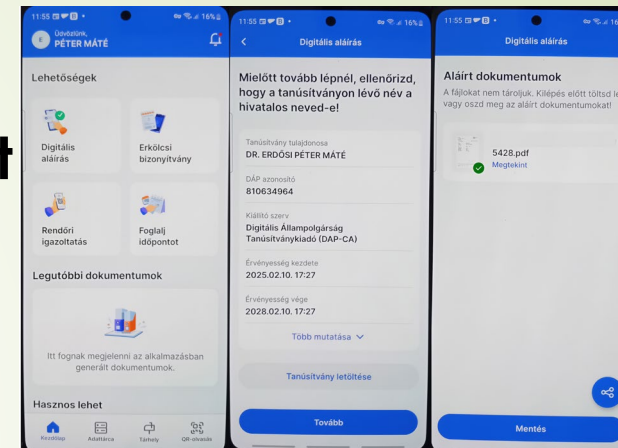 t
11:55
16%
Üdvözlünk,
PÉTER MÁTÉ
Lehetőségek
Digitális
aláírás
Erkölcsi
bizonyítvány
Rendőri
igazoltatás
Foglalj
időpontot
Legutóbbi dokumentumok
Itt fognak megjelenni az alkalmazásban
generált dokumentumok.
Hasznos lehet
Kezdőlap
Adattárca
Tárhely
QR-olvasás
11:55
16%
Digitális aláírás
Mielőtt tovább lépnél, ellenőrizd,
hogy a tanúsítványon lévő név a
hivatalos neved-e!
Tanúsítvány tulajdonosa
DR. ERDŐSI PÉTER MÁTÉ
DÁP azonosító
810634964
Kiállító szerv
Digitális Állampolgárság
Tanúsítványkiadó (DAP-CA)
Érvényesség kezdete
2025.02.10. 17:27
Érvényesség vége
2028.02.10. 17:27
Több mutatása
Tanúsítvány letöltése
Tovább
11:55
16%
Digitális aláírás
Aláírt dokumentumok
A fájlokat nem tároljuk. Kilépés előtt töltsd le
vagy oszd meg az aláírt dokumentumokat!
5428.pdf
Megtekint
Mentés